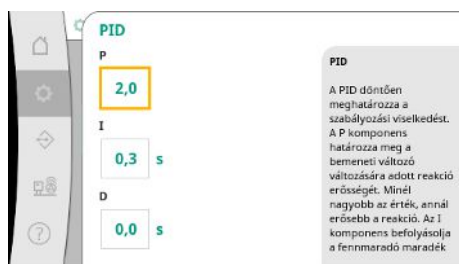 PID
P
2,0
I
0,3 s
D
0,0 s
PID
A PID döntően
meghatározza a
szabályozási viselkedést.
A P komponens
határozza meg a
bemeneti változó
változására adott reakció
erősségét. Minél
nagyobb az érték, annál
erősebb a reakció. Az I
komponens befolyásolja
a fennmaradó maradék